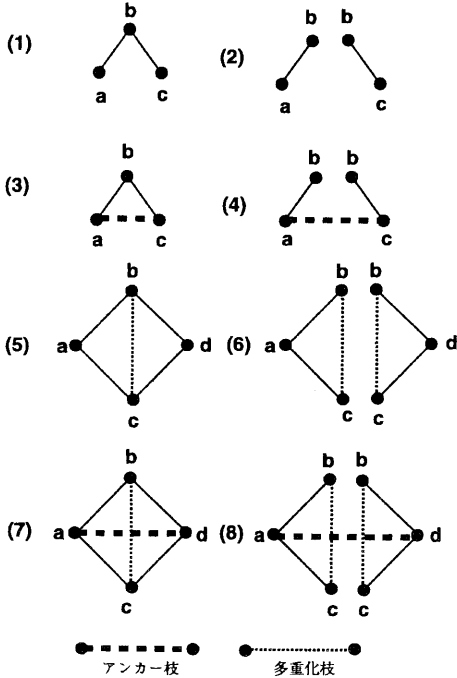 (1) b a c
(2) b b a c
(3) b a c
(4) b b a c
(5) b a d c
(6) b b a d c c
(7) b a d c
(8) b b a d c c
アンカー枝 多重化枝